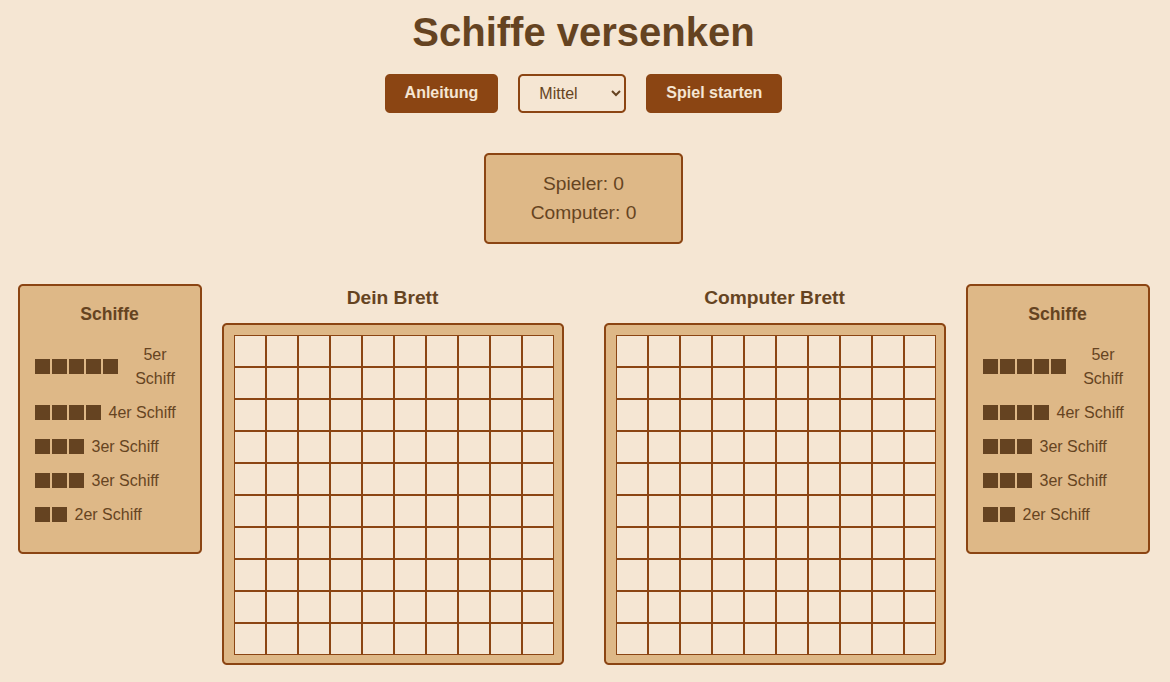 Schiffe versenken
Anleitung
Mittel
Spiel starten
Spieler: 0
Computer: 0
Schiffe
5er
Schiff
4er Schiff
3er Schiff
3er Schiff
2er Schiff
Dein Brett
Computer Brett
Schiffe
5er
Schiff
4er Schiff
3er Schiff
3er Schiff
2er Schiff